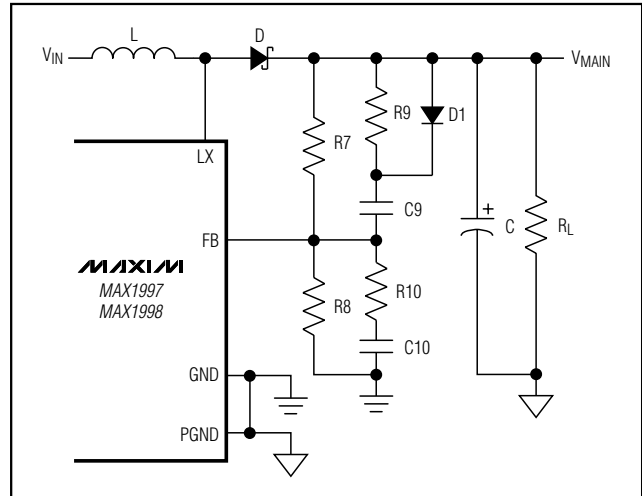 L
D
VIN
VMAIN
R9
D1
R7
LX
C9
+
C
RL
FB
MAXIM
MAX1997
MAX1998
R8
R10
C10
GND
PGND